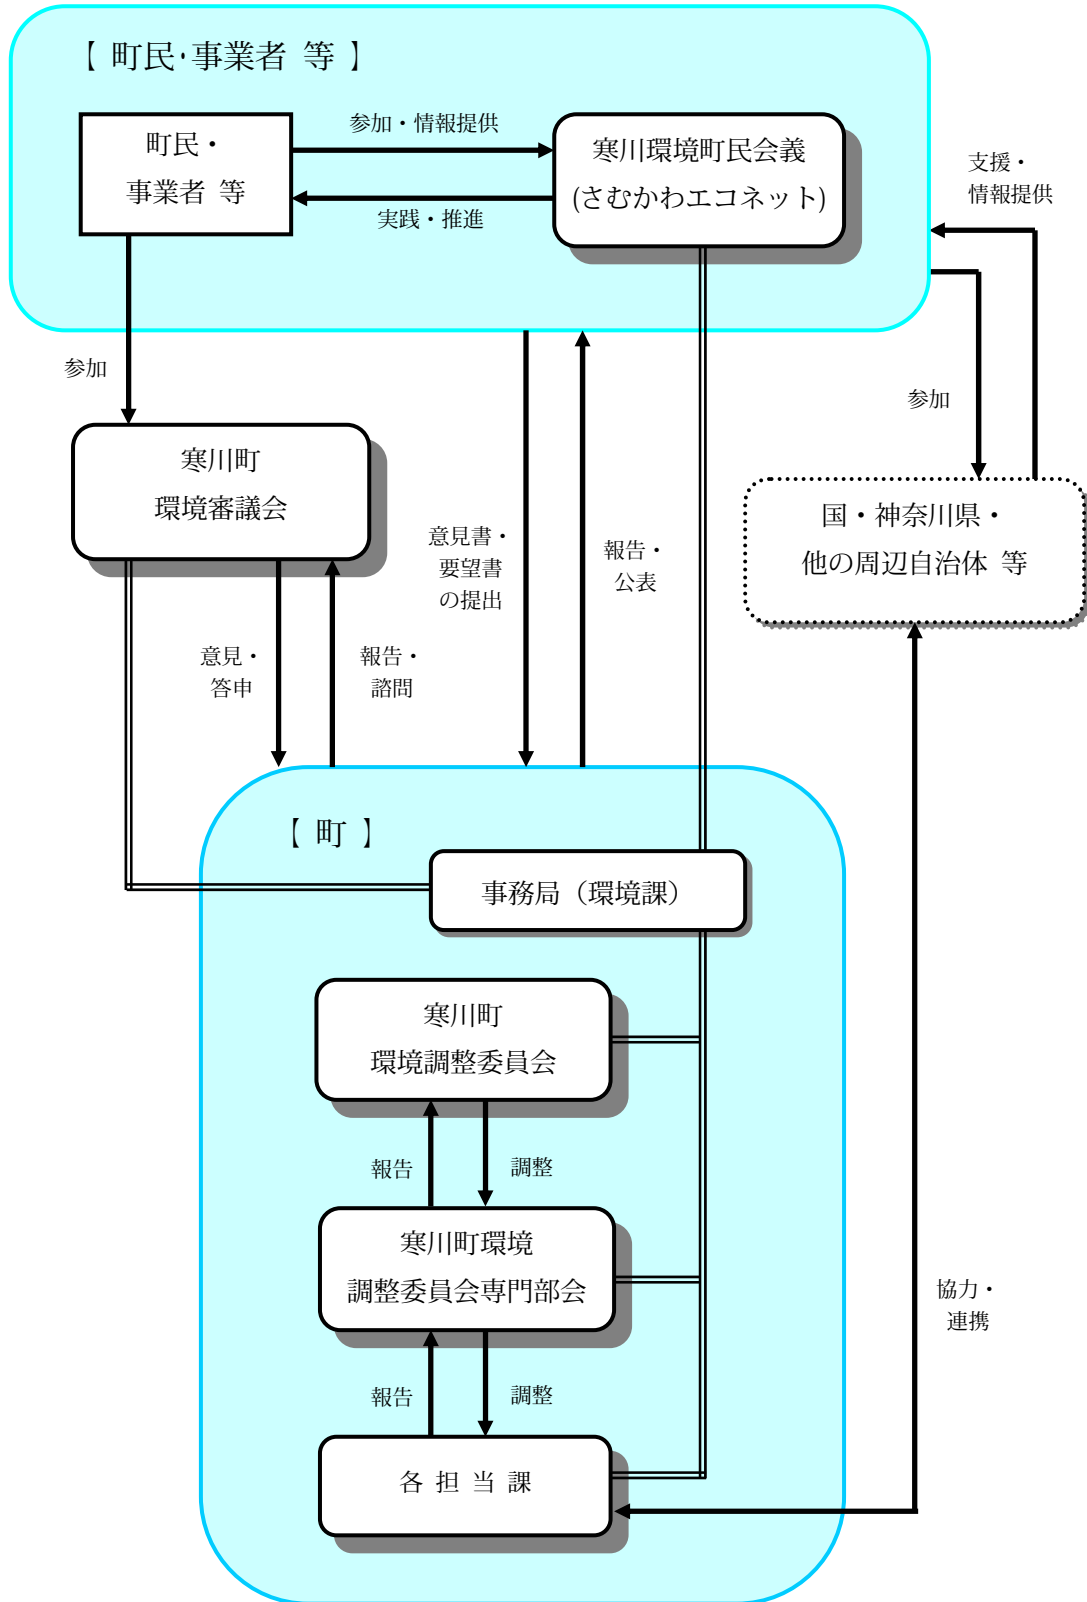 【 町民・事業者 等 】
町民・
事業者 等
参加・情報提供
実践・推進
寒川環境町民会議
(さむかわエコネット)
支援・
情報提供
参加
参加
寒川町
環境審議会
国・神奈川県・
他の周辺自治体 等
意見書・
要望書
の提出
報告・
公表
意見・
答申
報告・
諮問
【 町 】
事務局（環境課）
寒川町
環境調整委員会
報告
調整
寒川町環境
調整委員会専門部会
協力・
連携
報告
調整
各 担 当 課